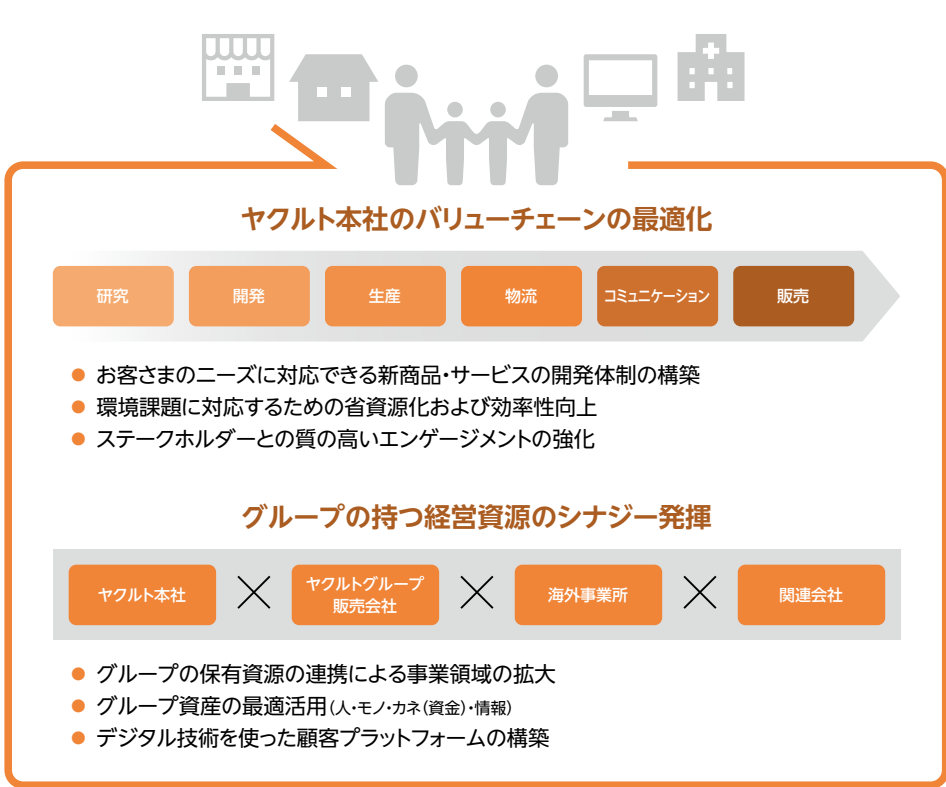 ヤクルト本社のバリューチェーンの最適化
研究
開発
生産
物流
コミュニケーション
販売
● お客さまのニーズに対応できる新商品・サービスの開発体制の構築
● 環境課題に対応するための省資源化および効率性向上
● ステークホルダーとの質の高いエンゲージメントの強化
グループの持つ経営資源のシナジー発揮
ヤクルト本社
ヤクルトグループ
販売会社
海外事業所
関連会社
● グループの保有資源の連携による事業領域の拡大
● グループ資産の最適活用(人・モノ・カネ(資金)・情報)
● デジタル技術を使った顧客プラットフォームの構築